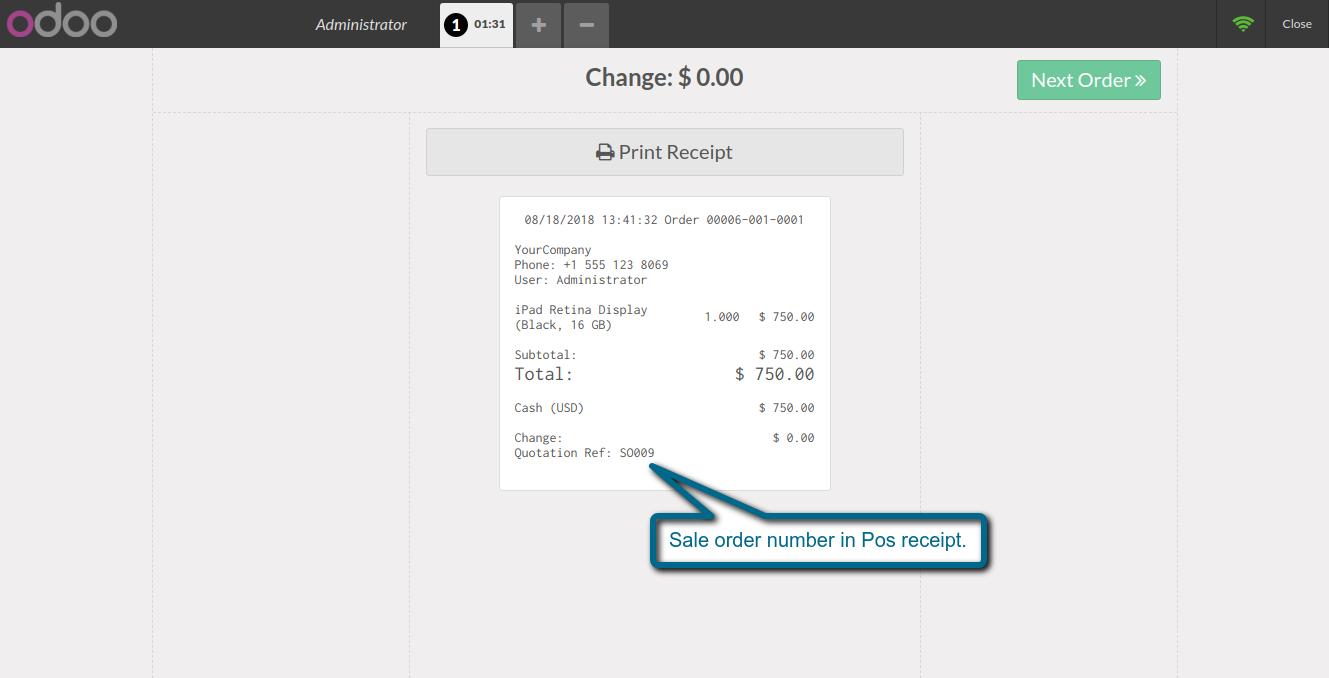 odoo
Administrator
1 01:31
Close
Change: $ 0.00
Next Order
Print Receipt
08/18/2018 13:41:32 Order 00006-001-0001
YourCompany
Phone: +1 555 123 8069
User: Administrator
iPad Retina Display
(Black, 16 GB) 1.000 $ 750.00
Subtotal: $ 750.00
Total: $ 750.00
Cash (USD) $ 750.00
Change: $ 0.00
Quotation Ref: SO009
Sale order number in Pos receipt.